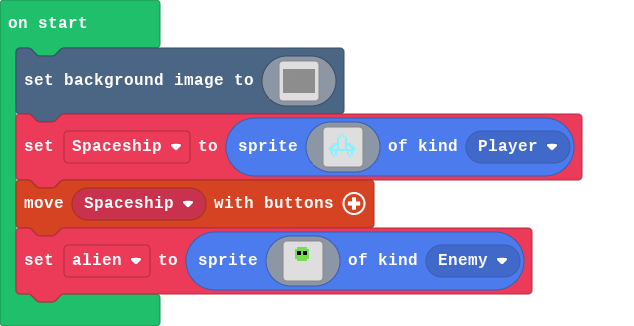 on start
set background image to
set Spaceship to sprite of kind Player
move Spaceship with buttons
set alien to sprite of kind Enemy